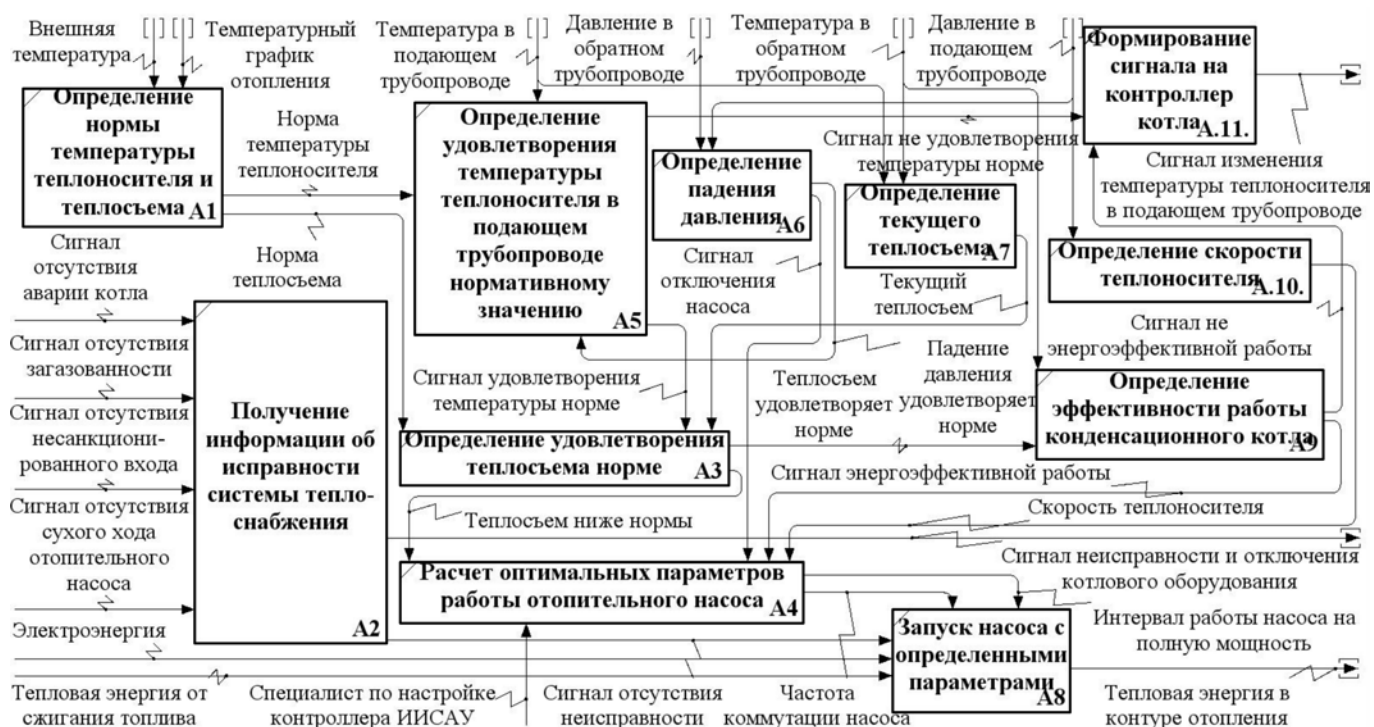 Внешняя
температура
Температурный
график
отопления
Температура в
подающем
трубопроводе
Давление в
обратном
трубопроводе
Температура в
обратном
трубопроводе
Давление в
подающем
трубопроводе
Формирование
сигнала на
контроллер
котла
А.11.
Определение
нормы
температуры
теплоносителя и
теплосъема
А1
Норма
температуры
теплоносителя
Норма
теплосъема
Определение
удовлетворения
температуры
теплоносителя в
подающем
трубопроводе
нормативному
значению
А5
Определение
падения
давления
А6
Сигнал не удовлетворения
температуры норме
Определение
текущего
теплосъема
А7
Сигнал изменения
температуры теплоносителя
в подающем трубопроводе
Определение скорости
теплоносителя
А.10.
Сигнал
отсутствия
аварии котла
Сигнал
отключения
насоса
Текущий
теплосъем
Сигнал не
энергоэффективной работы
Сигнал отсутствия
загазованности
Сигнал отсутствия
несанкциони-
рованного входа
Сигнал отсутствия
сухого хода
отопительного
насоса
Электроэнергия
Получение
информации об
исправности
системы тепло-
снабжения
А2
Сигнал удовлетворения
температуры норме
Теплосъем
удовлетворяет
норме
Падение
давления
удовлетворяет
норме
Определение
эффективности работы
конденсационного котла
А9
Определение удовлетворения
теплосъема норме
А3
Сигнал энергоэффективной работы
Скорость теплоносителя
Теплосъем ниже нормы
Сигнал неисправности и отключения
котлового оборудования
Расчет оптимальных параметров
работы отопительного насоса
А4
Запуск насоса с
определенными
параметрами
А8
Интервал работы насоса на
полную мощность
Тепловая энергия от
сжигания топлива
Специалист по настройке
контроллера ИИСАУ
Сигнал отсутствия
неисправности
Частота
коммутации насоса
Тепловая энергия в
контуре отопления